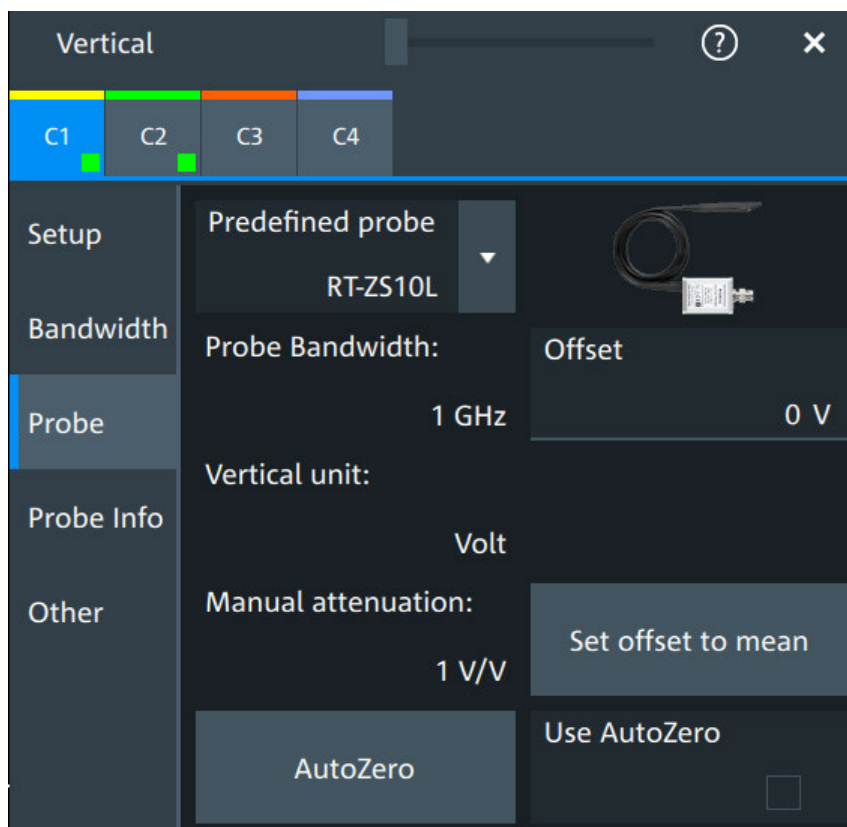 Vertical
?
C1 C2 C3 C4
Setup
Bandwidth
Probe
Probe Info
Other
Predefined probe
RT-ZS10L
Probe Bandwidth:
1 GHz
Offset
0 V
Vertical unit:
Volt
Manual attenuation:
1 V/V
Set offset to mean
AutoZero
Use AutoZero